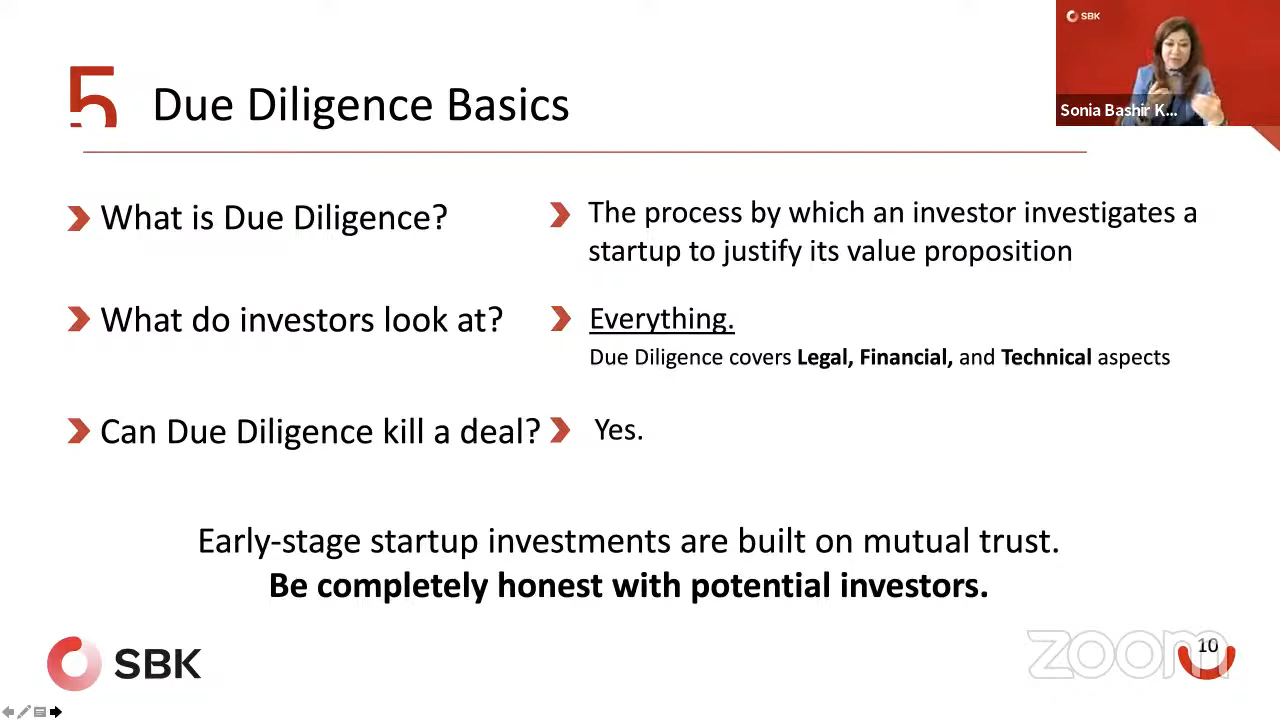 SBK
Sonia Bashir K...
5 Due Diligence Basics
What is Due Diligence?
The process by which an investor investigates a
startup to justify its value proposition
What do investors look at?
Everything.
Due Diligence covers Legal, Financial, and Technical aspects
Can Due Diligence kill a deal?
Yes.
Early-stage startup investments are built on mutual trust.
Be completely honest with potential investors.
SBK
zoom
10